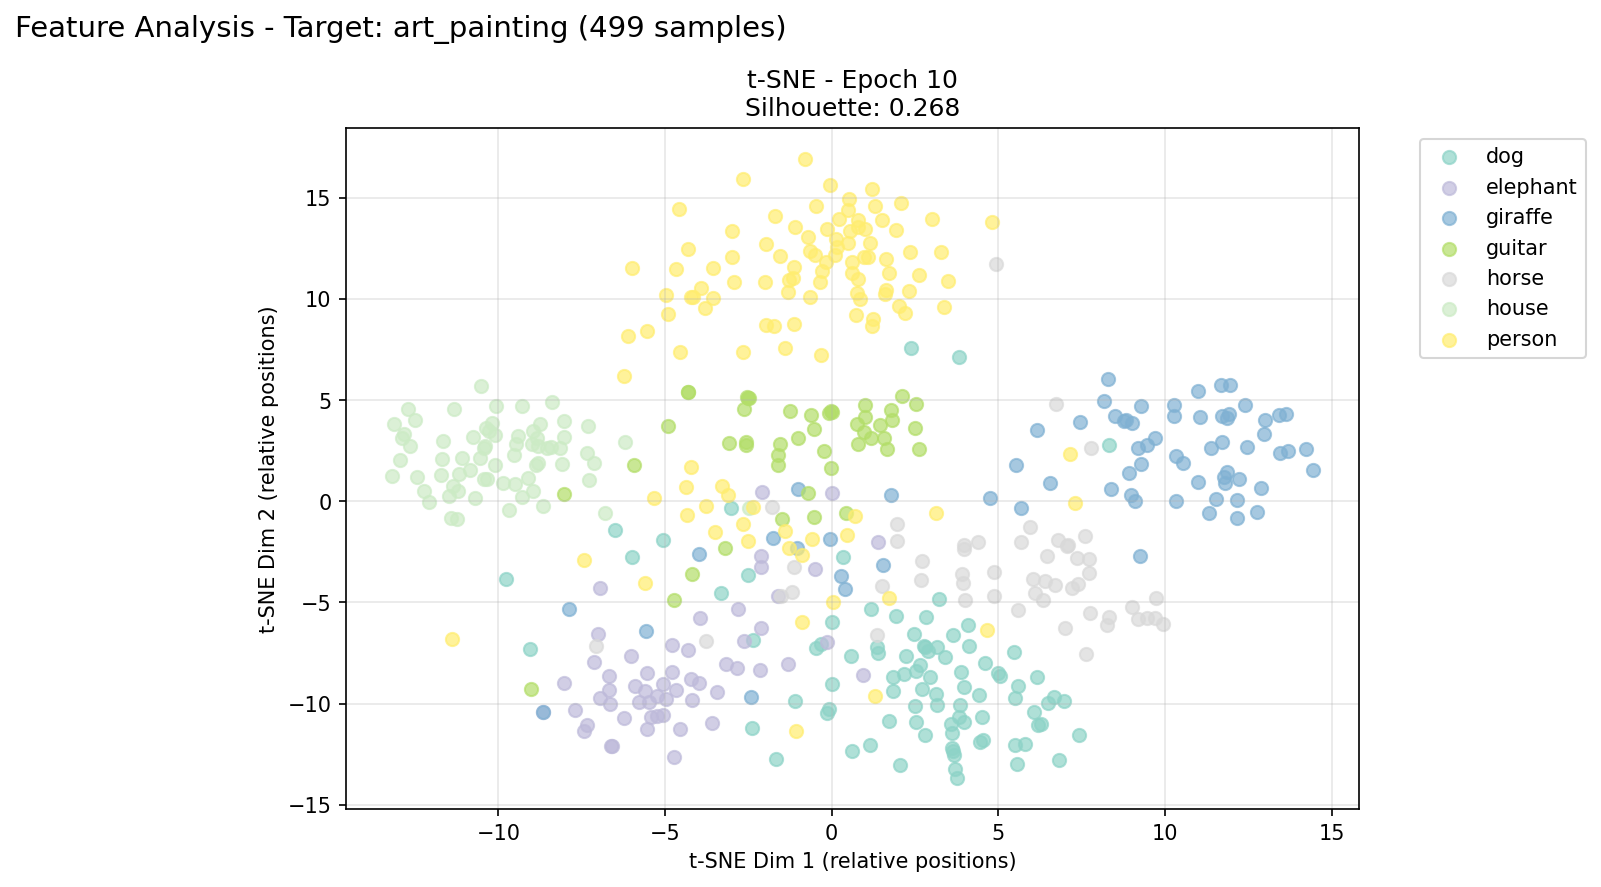 Feature Analysis - Target: art_painting (499 samples)
t-SNE - Epoch 10
Silhouette: 0.268
dog
elephant
giraffe
guitar
horse
house
person
15
10
5
0
−5
−10
−15
t-SNE Dim 2 (relative positions)
−10
−5
0
5
10
15
t-SNE Dim 1 (relative positions)